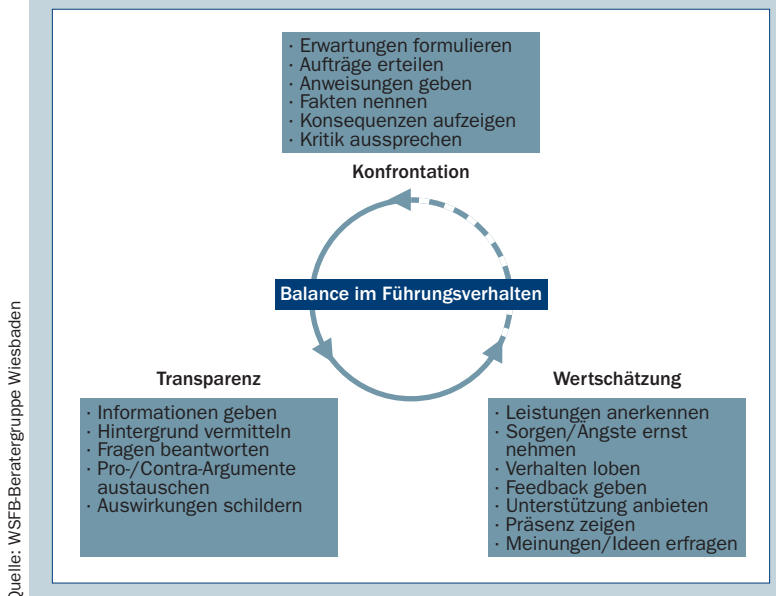 · Erwartungen formulieren
· Aufträge erteilen
· Anweisungen geben
· Fakten nennen
· Konsequenzen aufzeigen
· Kritik aussprechen
Konfrontation
Balance im Führungsverhalten
Transparenz
· Informationen geben
· Hintergrund vermitteln
· Fragen beantworten
· Pro-/Contra-Argumente
austauschen
· Auswirkungen schildern
Wertschätzung
· Leistungen anerkennen
· Sorgen/Ängste ernst
nehmen
· Verhalten loben
· Feedback geben
· Unterstützung anbieten
· Präsenz zeigen
· Meinungen/Ideen erfragen
Quelle: WSFB-Beratergruppe Wiesbaden